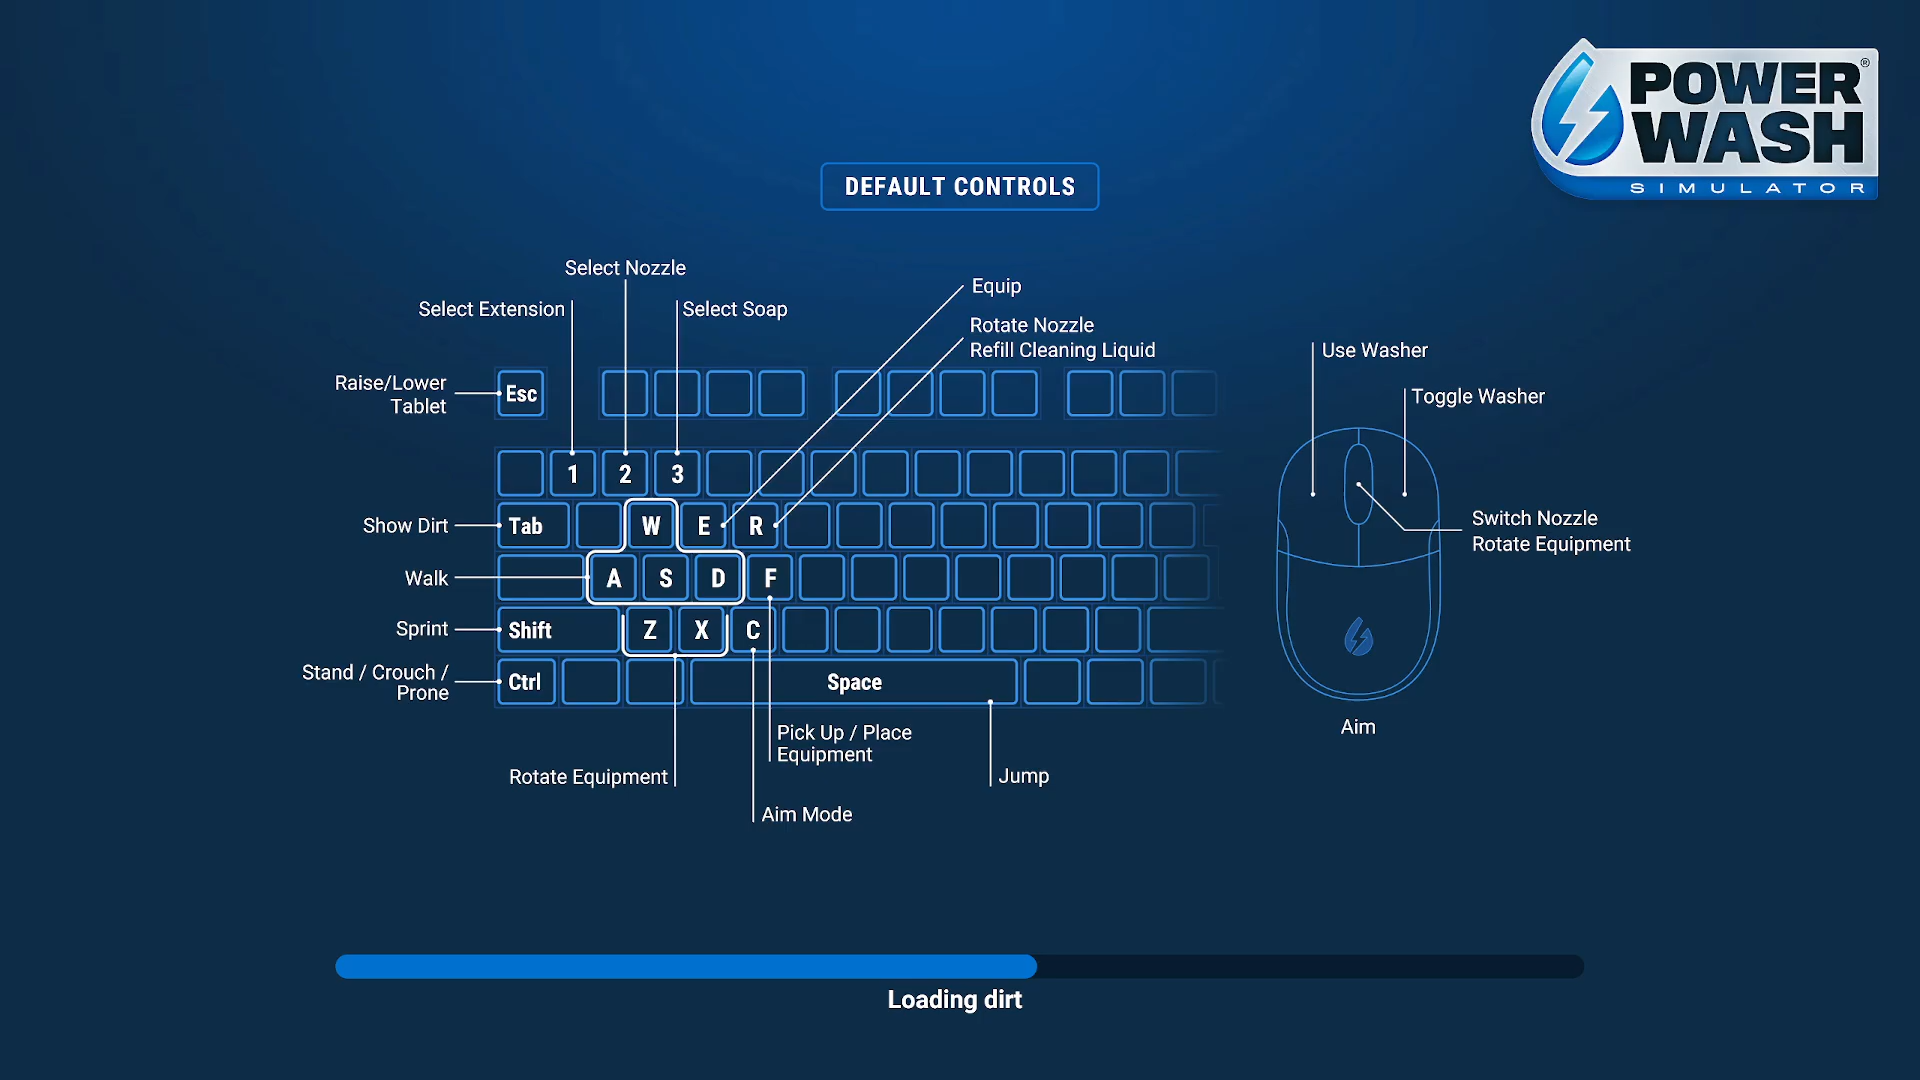 POWER®
WASH
SIMULATOR
DEFAULT CONTROLS
Select Nozzle
Select Extension
Select Soap
Equip
Rotate Nozzle
Refill Cleaning Liquid
Use Washer
Toggle Washer
Raise/Lower
Tablet
Esc
1 2 3
Show Dirt
Tab W E R
Switch Nozzle
Rotate Equipment
Walk
A S D F
Sprint
Shift Z X C
Stand / Crouch /
Prone
Ctrl Space
Aim
Pick Up / Place
Equipment
Rotate Equipment
Jump
Aim Mode
Loading dirt